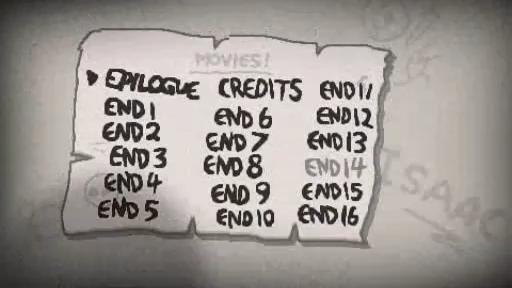 MOVIES!
EPILOGUE
END 1
END 2
END 3
END 4
END 5
CREDITS
END 6
END 7
END 8
END 9
END 10
END 11
END 12
END 13
END 14
END 15
END 16
ISAAC